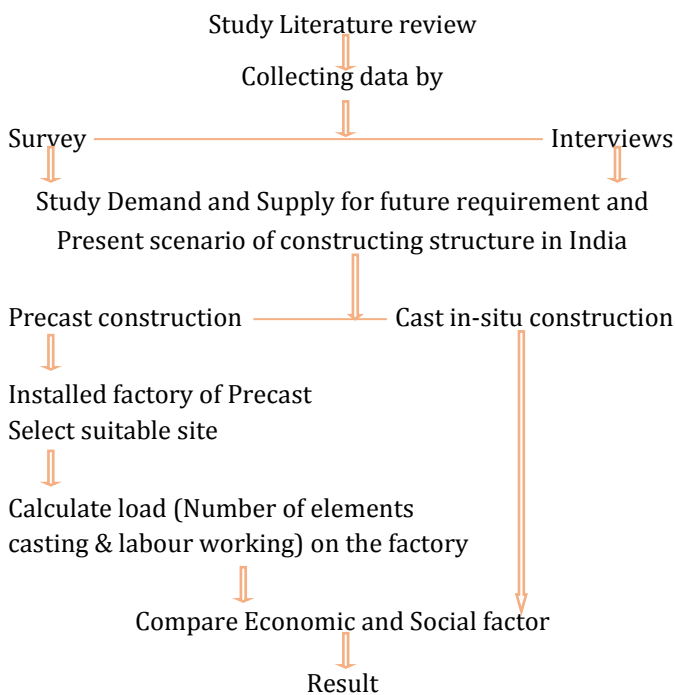 Study Literature review
Collecting data by
Survey
Interviews
Study Demand and Supply for future requirement and
Present scenario of constructing structure in India
Precast construction
Cast in-situ construction
Installed factory of Precast
Select suitable site
Calculate load (Number of elements
casting & labour working) on the factory
Compare Economic and Social factor
Result